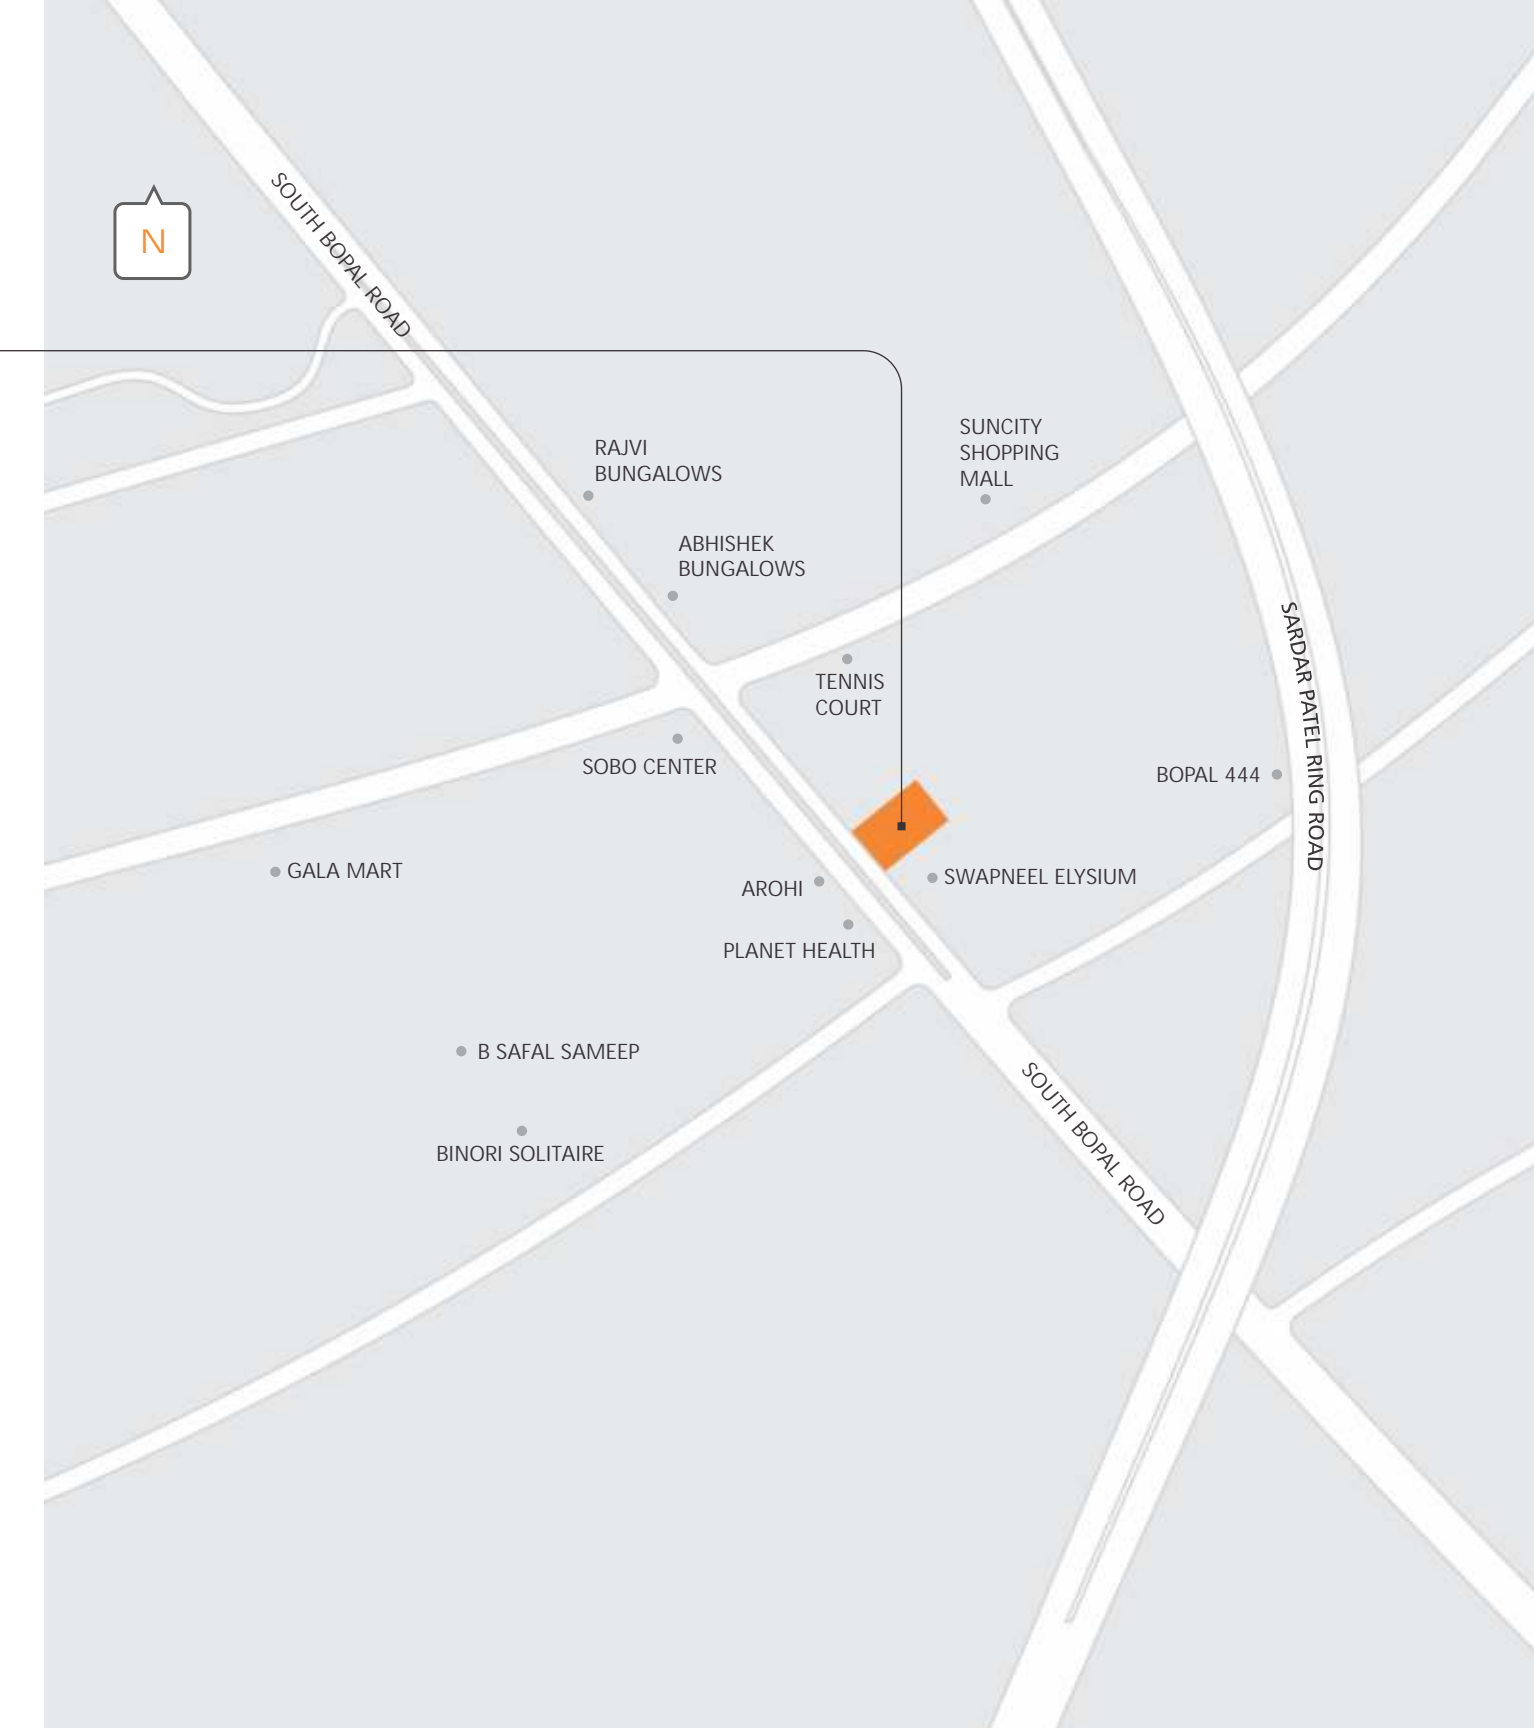 SOUTH BOPAL ROAD
N
SUNCITY
SHOPPING
MALL
RAJVI
BUNGALOWS
ABHISHEK
BUNGALOWS
SARDAR PATEL RING ROAD
TENNIS
COURT
SOBO CENTER
BOPAL 444
GALA MART
SWAPNEEL ELYSIUM
AROHI
PLANET HEALTH
B SAFAL SAMEEP
SOUTH BOPAL ROAD
BINORI SOLITAIRE